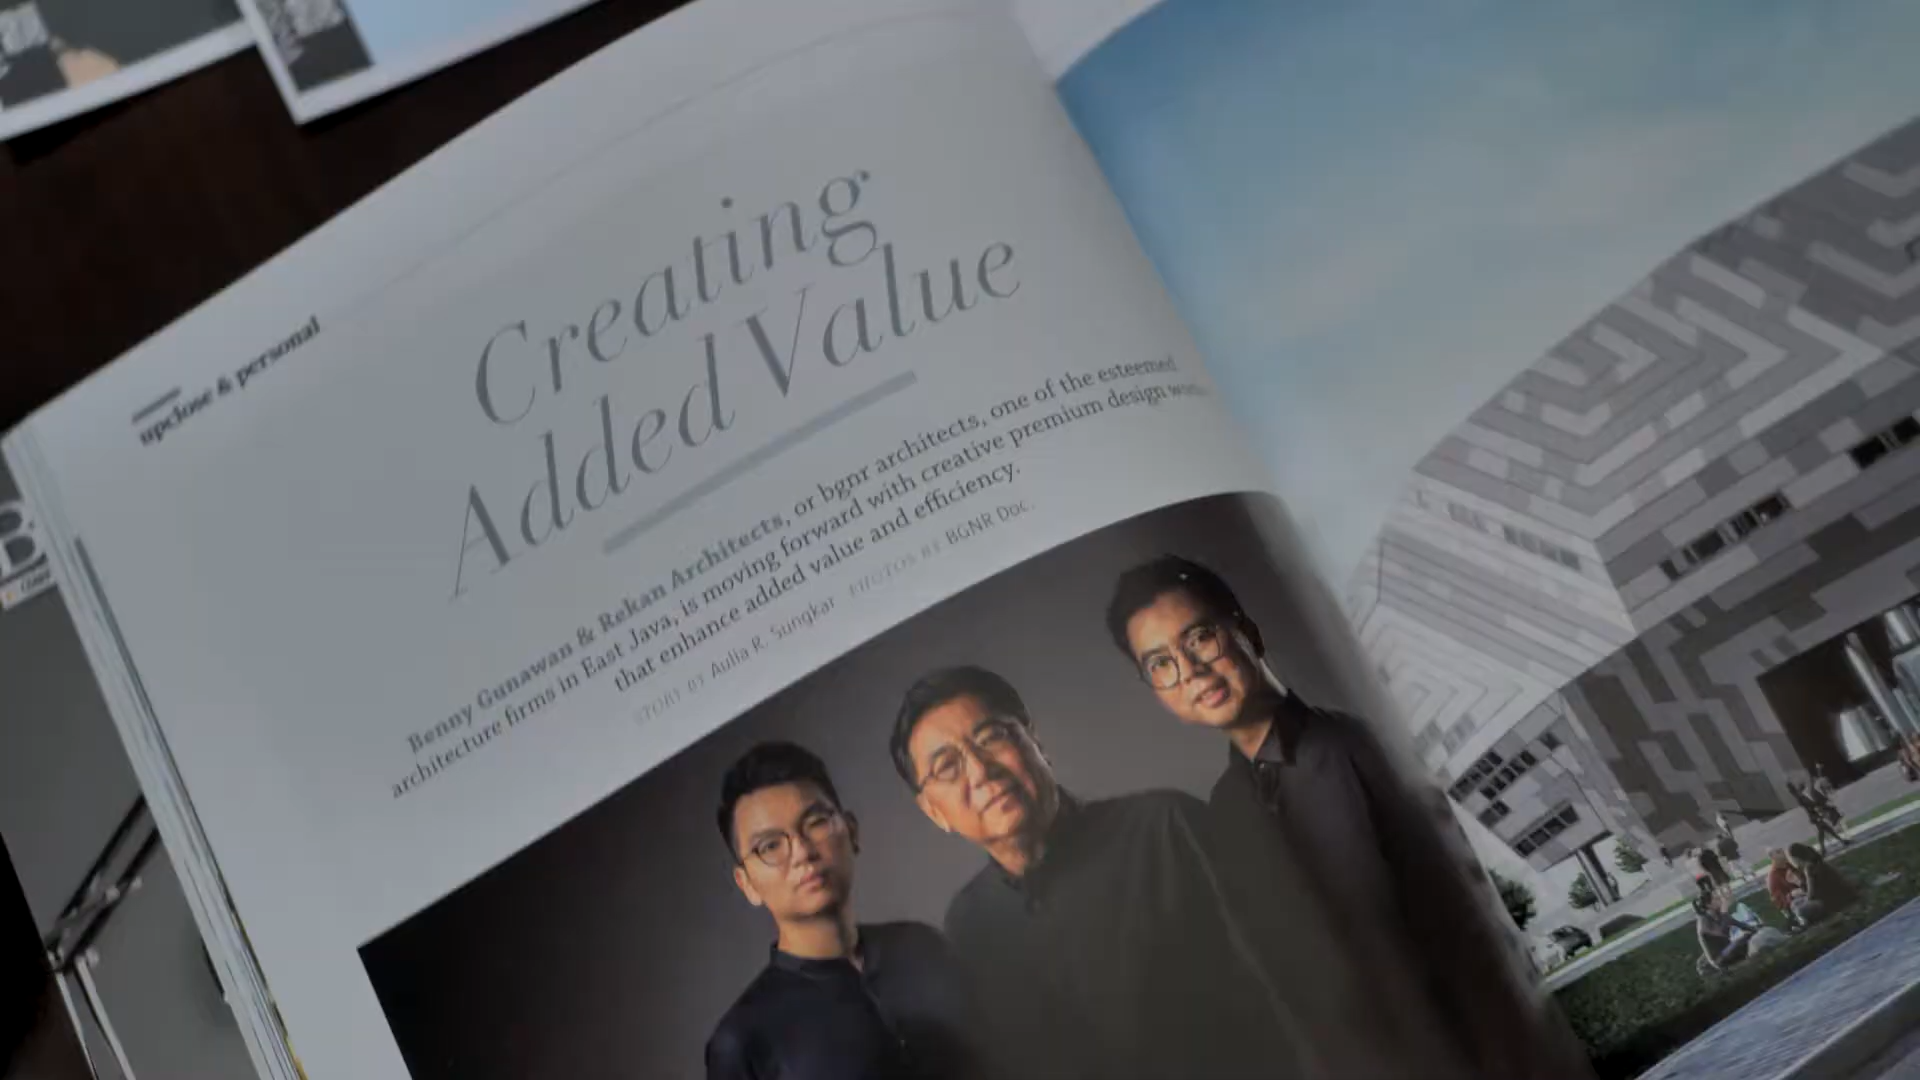 upclose & personal
Creating
Added Value
Benny Gunawan & Rekan Architects, or bgnr architects, one of the esteemed
architecture firms in East Java, is moving forward with creative premium design
that enhance added value and efficiency.
STORY BY Aulia R. Sungkar PHOTOS BY BGNR Doc.